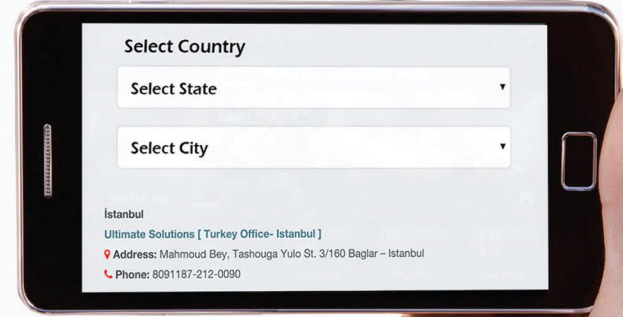 Select Country
Select State
Select City
İstanbul
Ultimate Solutions [ Turkey Office- Istanbul ]
Address: Mahmoud Bey, Tashouga Yulo St. 3/160 Baglar – Istanbul
Phone: 8091187-212-0090